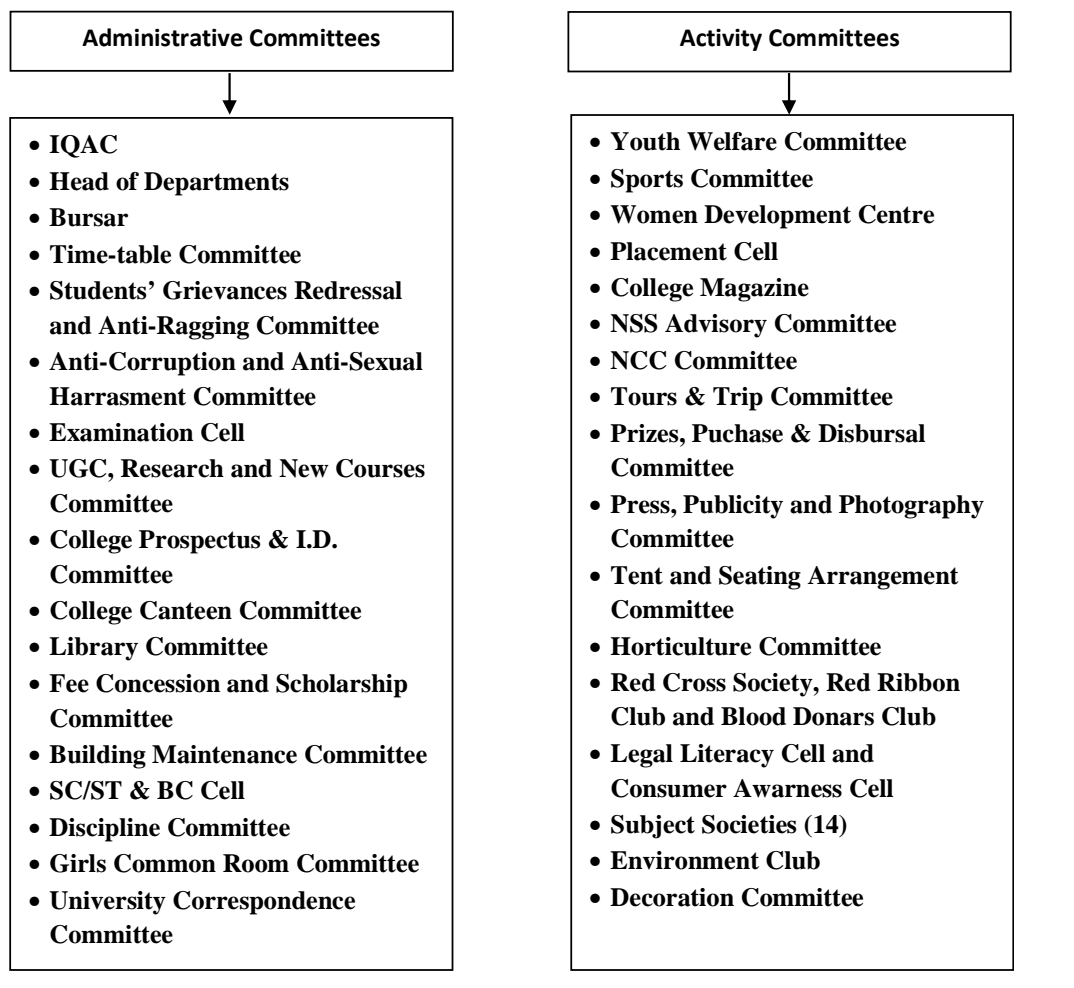 Administrative Committees
• IQAC
• Head of Departments
• Bursar
• Time-table Committee
• Students’ Grievances Redressal
and Anti-Ragging Committee
• Anti-Corruption and Anti-Sexual
Harrasment Committee
• Examination Cell
• UGC, Research and New Courses
Committee
• College Prospectus & I.D.
Committee
• College Canteen Committee
• Library Committee
• Fee Concession and Scholarship
Committee
• Building Maintenance Committee
• SC/ST & BC Cell
• Discipline Committee
• Girls Common Room Committee
• University Correspondence
Committee
Activity Committees
• Youth Welfare Committee
• Sports Committee
• Women Development Centre
• Placement Cell
• College Magazine
• NSS Advisory Committee
• NCC Committee
• Tours & Trip Committee
• Prizes, Puchase & Disbursal
Committee
• Press, Publicity and Photography
Committee
• Tent and Seating Arrangement
Committee
• Horticulture Committee
• Red Cross Society, Red Ribbon
Club and Blood Donars Club
• Legal Literacy Cell and
Consumer Awarness Cell
• Subject Societies (14)
• Environment Club
• Decoration Committee